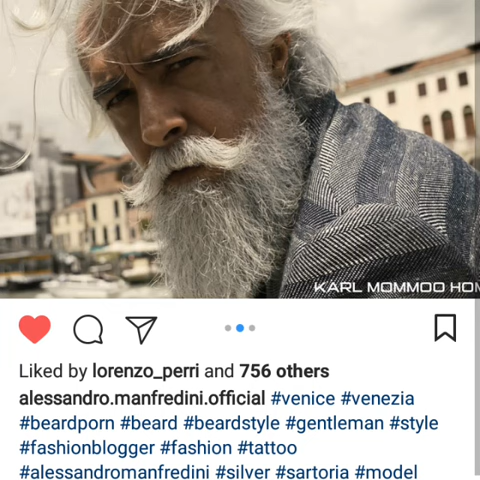 KARL MOMMOO HOM
Liked by lorenzo_perri and 756 others
alessandro.manfredini.official #venice #venezia
#beardporn #beard #beardstyle #gentleman #style
#fashionblogger #fashion #tattoo
#alessandromanfredini #silver #sartoria #model